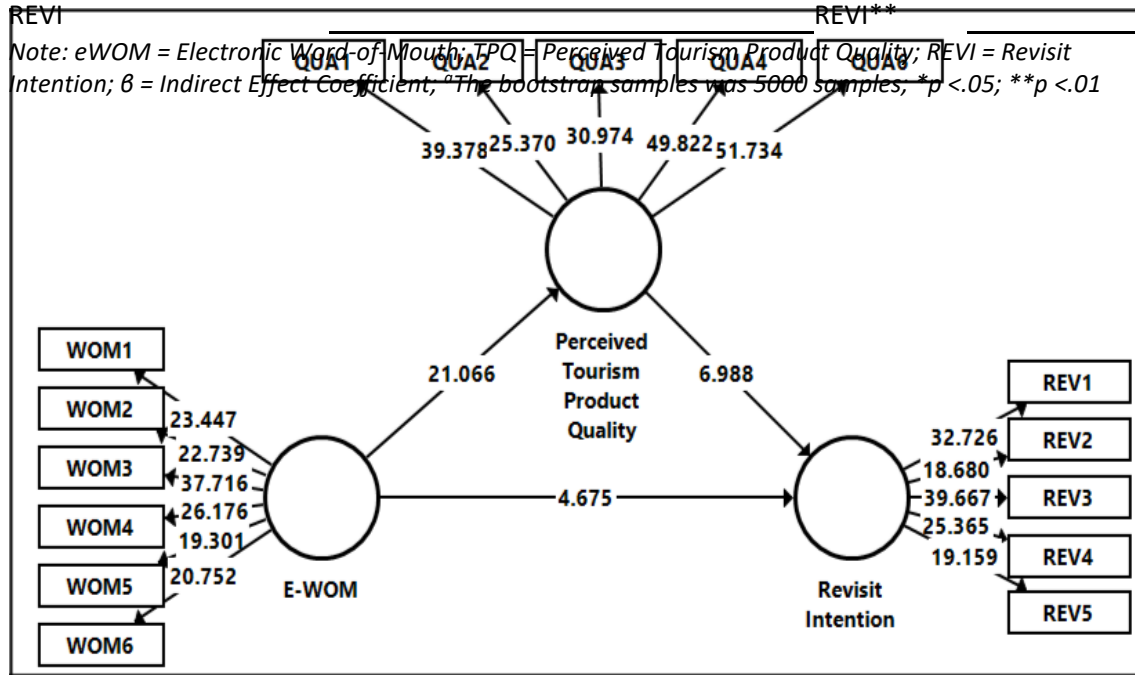 REVI REVI**
Note: eWOM = Electronic Word-of-Mouth; TPQ = Perceived Tourism Product Quality; REVI = Revisit
Intention; β = Indirect Effect Coefficient; ᵅThe bootstrap samples was 5000 samples; *p <.05; **p <.01
QUA1 QUA2 QUA3 QUA4 QUA6
39.378 25.370 30.974 49.822 51.734
Perceived
Tourism
Product
Quality
21.066
6.988
WOM1
WOM2
WOM3
WOM4
WOM5
WOM6
23.447
22.739
37.716
26.176
19.301
20.752
E-WOM
4.675
Revisit
Intention
32.726
18.680
39.667
25.365
19.159
REV1
REV2
REV3
REV4
REV5